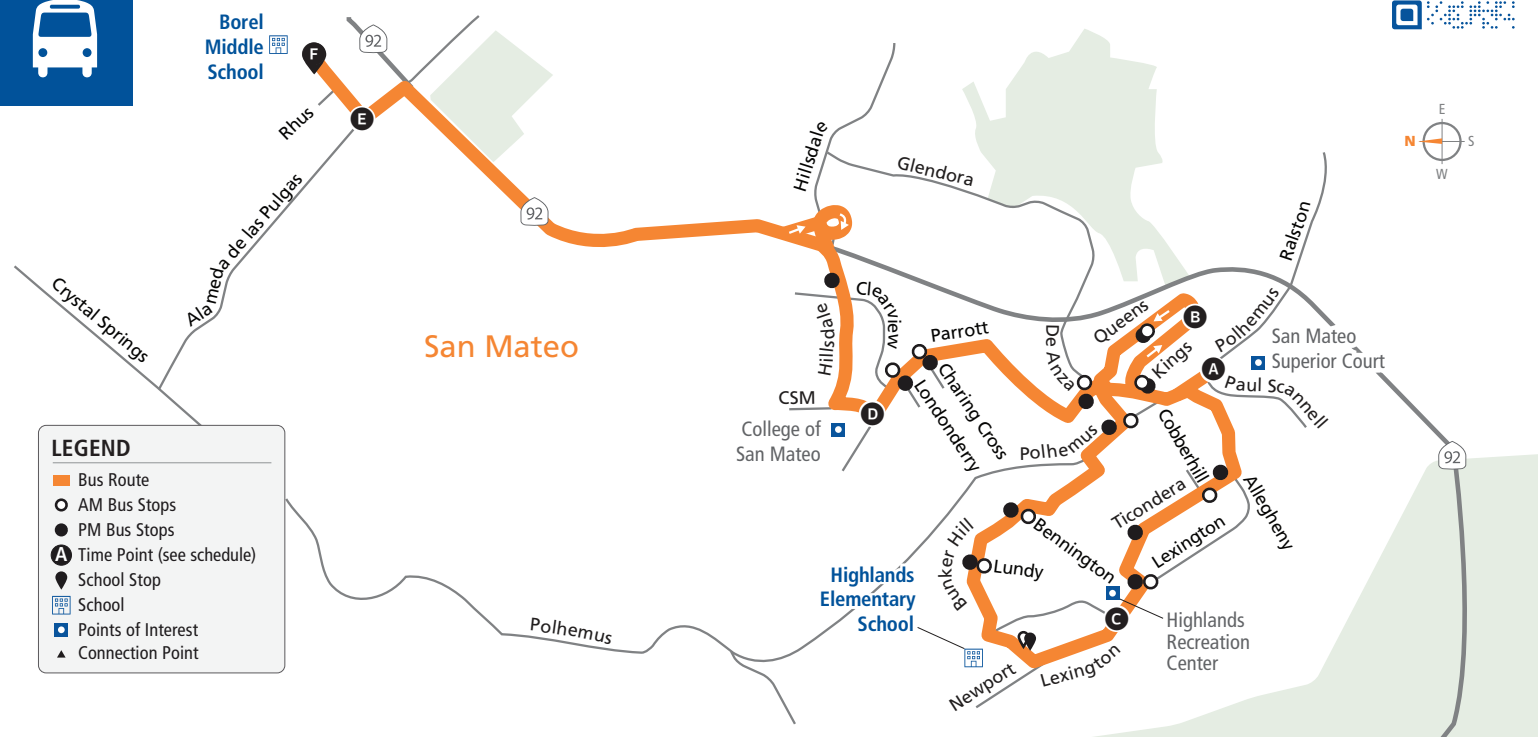 Borel
Middle
School
F
92
E
Rhus
92
Alameda de las Pulgas
Crystal Springs
San Mateo
Hillsdale
Glendora
E
N
S
W
Ralston
Clearview
Hillsdale
Parrott
De Anza
Queens
B
Kings
Polhemus
A
San Mateo
Superior Court
Paul Scannell
CSM
D
College of
San Mateo
Londonderry
Charing Cross
Polhemus
Cobberhill
Ticondera
Allegheny
Lexington
92
Bunker Hill
Bennington
Lundy
Highlands
Elementary
School
C
Highlands
Recreation
Center
Newport
Lexington
Polhemus
LEGEND
Bus Route
AM Bus Stops
PM Bus Stops
A Time Point (see schedule)
School Stop
School
Points of Interest
Connection Point